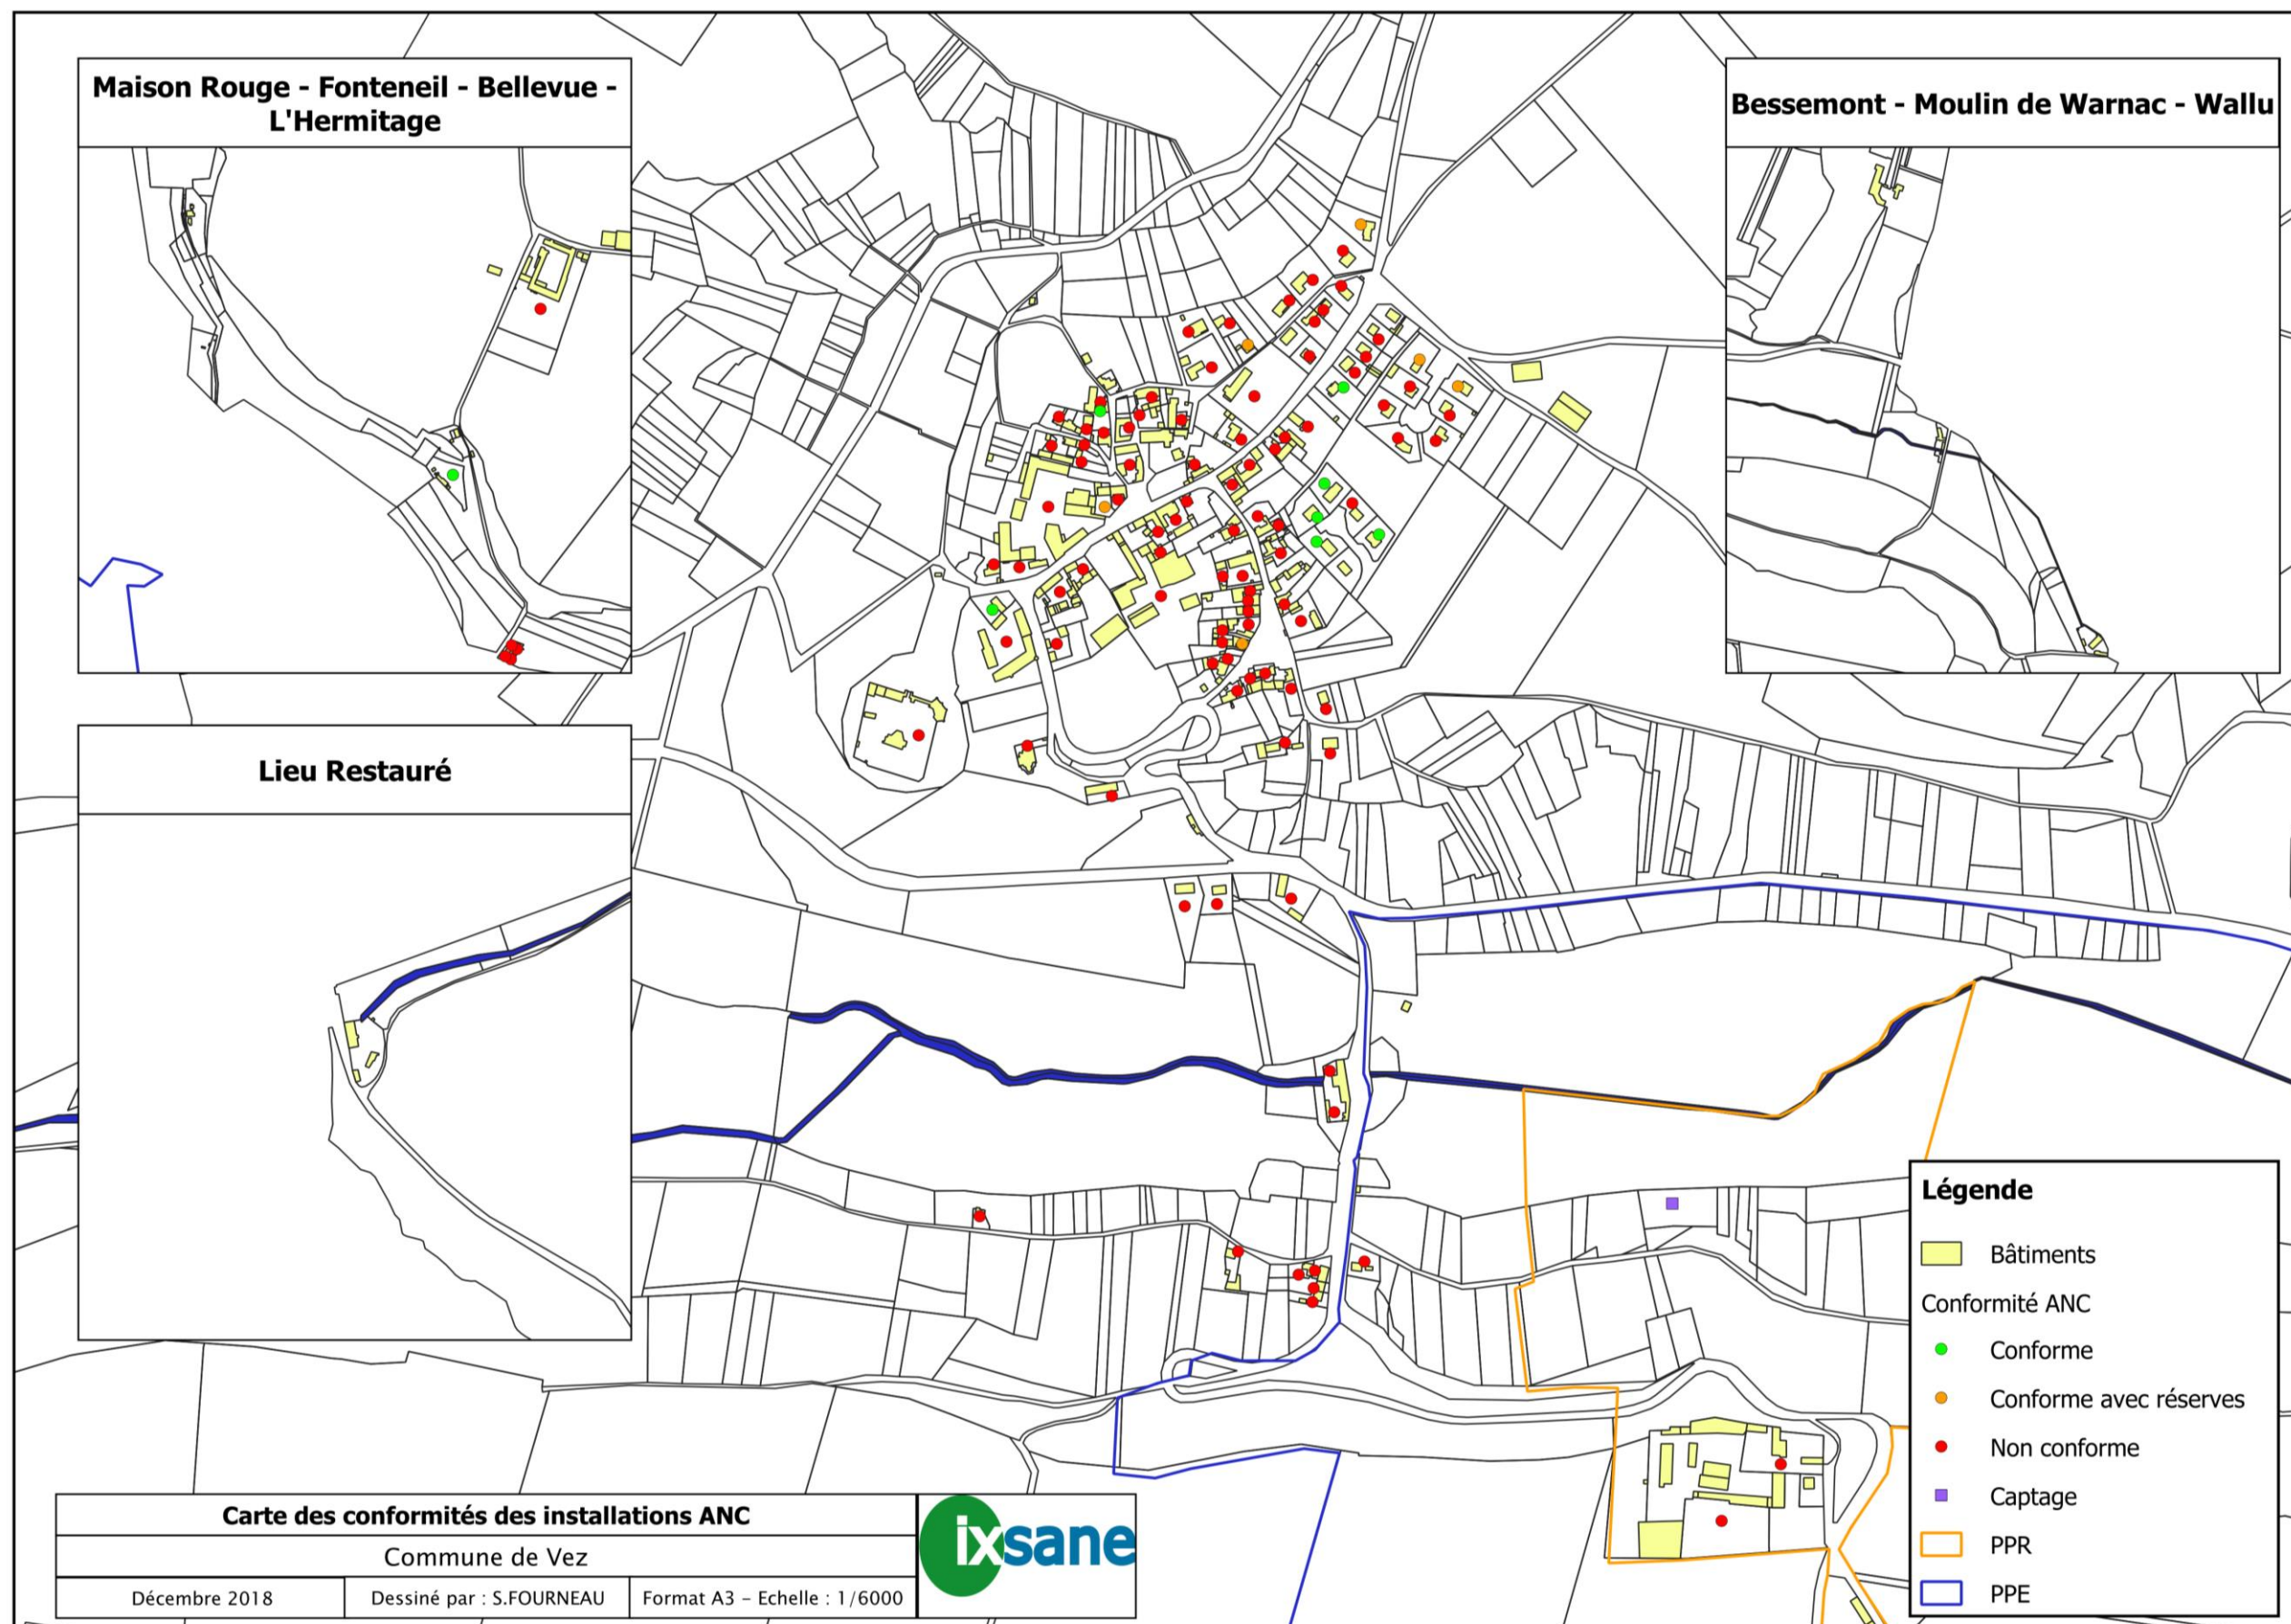 Maison Rouge - Fonteneil - Bellevue -
L'Hermitage
Bessemont - Moulin de Warnac - Wallu
Lieu Restauré
Légende
Bâtiments
Conformité ANC
Conforme
Conforme avec réserves
Non conforme
Captage
PPR
PPE
Carte des conformités des installations ANC
Commune de Vez
Décembre 2018
Dessiné par : S.FOURNEAU
Format A3 - Echelle : 1/6000
ixsane